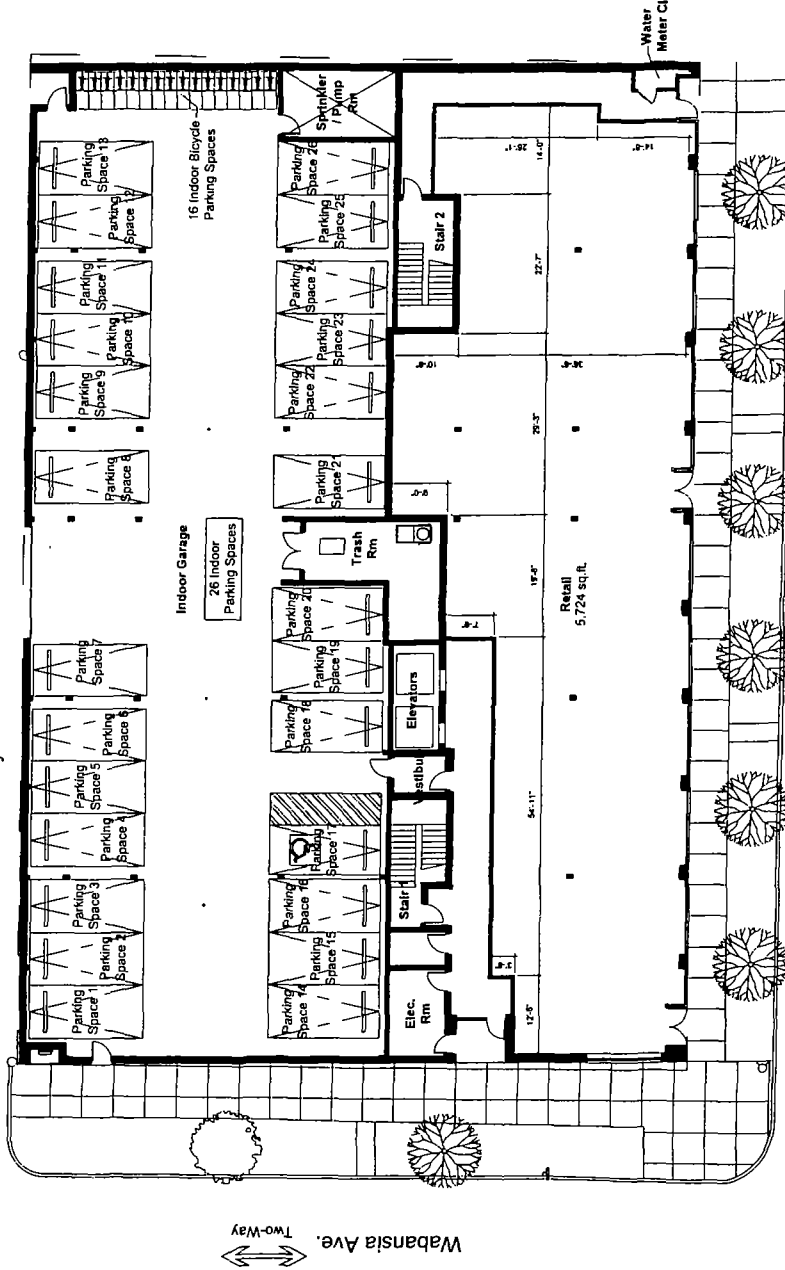 Parking
Space 1
Parking
Space 2
Parking
Space 3
Parking
Space 4
Parking
Space 5
Parking
Space 6
Parking
Space 7
Parking
Space 8
Parking
Space 9
Parking
Space 10
Parking
Space 11
Parking
Space 12
Parking
Space 13
16 Indoor Bicycle
Parking Spaces
Indoor Garage
26 Indoor
Parking Spaces
Parking
Space 14
Parking
Space 15
Parking
Space 16
Parking
Space 17
Parking
Space 18
Parking
Space 19
Parking
Space 20
Parking
Space 21
Parking
Space 22
Parking
Space 23
Parking
Space 24
Parking
Space 25
Parking
Space 26
Sprinkler
/ Pump
Rm
Trash
Rm
Elec.
Rm
Stair 1
Vestibul
Elevators
Stair 2
Water
Meter Cl
Retail
5,724 sq.ft.
12'-5"
54'-11"
29'-3"
22'-7"
14'-0"
Wabansia Ave.
Two-Way